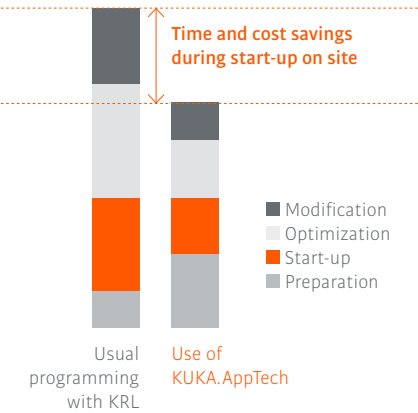 Time and cost savings
during start-up on site
Modification
Optimization
Start-up
Preparation
Usual
programming
with KRL
Use of
KUKA.AppTech